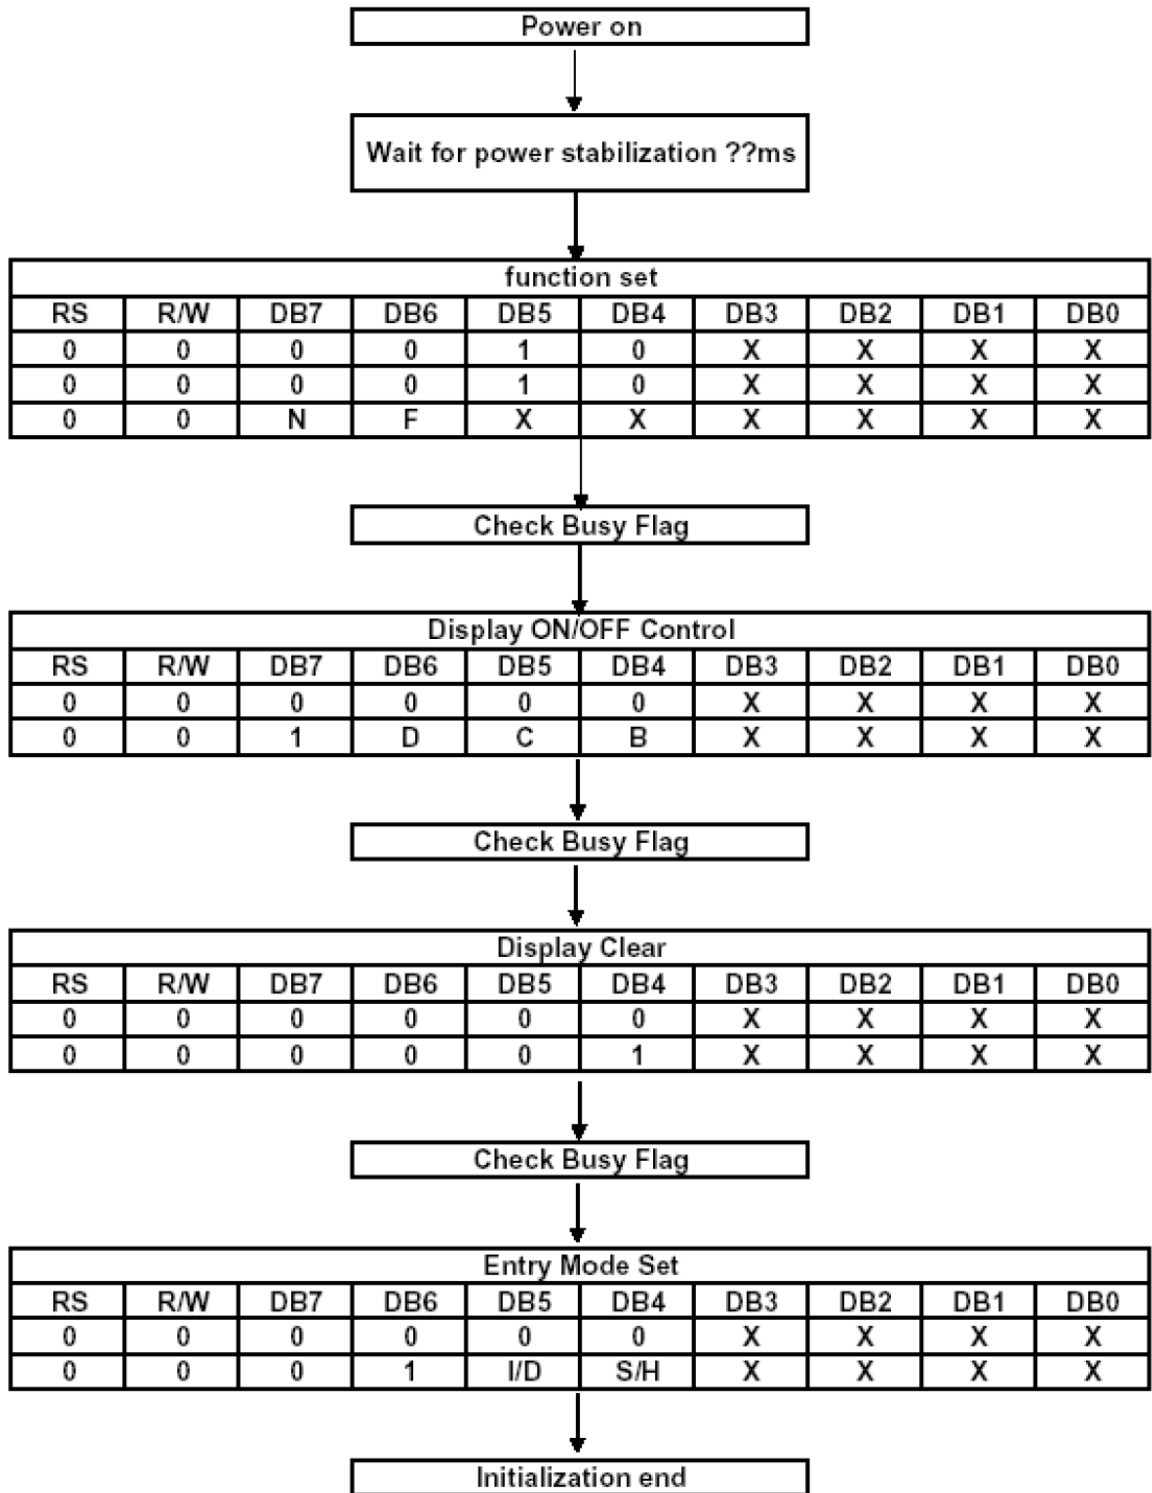 Power on
Wait for power stabilization ??ms
function set
RS R/W DB7 DB6 DB5 DB4 DB3 DB2 DB1 DB0
0 0 0 0 1 0 X X X X
0 0 0 0 1 0 X X X X
0 0 N F X X X X X X
Check Busy Flag
Display ON/OFF Control
RS R/W DB7 DB6 DB5 DB4 DB3 DB2 DB1 DB0
0 0 0 0 0 0 X X X X
0 0 1 D C B X X X X
Check Busy Flag
Display Clear
RS R/W DB7 DB6 DB5 DB4 DB3 DB2 DB1 DB0
0 0 0 0 0 0 X X X X
0 0 0 0 0 1 X X X X
Check Busy Flag
Entry Mode Set
RS R/W DB7 DB6 DB5 DB4 DB3 DB2 DB1 DB0
0 0 0 0 0 0 X X X X
0 0 0 1 I/D S/H X X X X
Initialization end